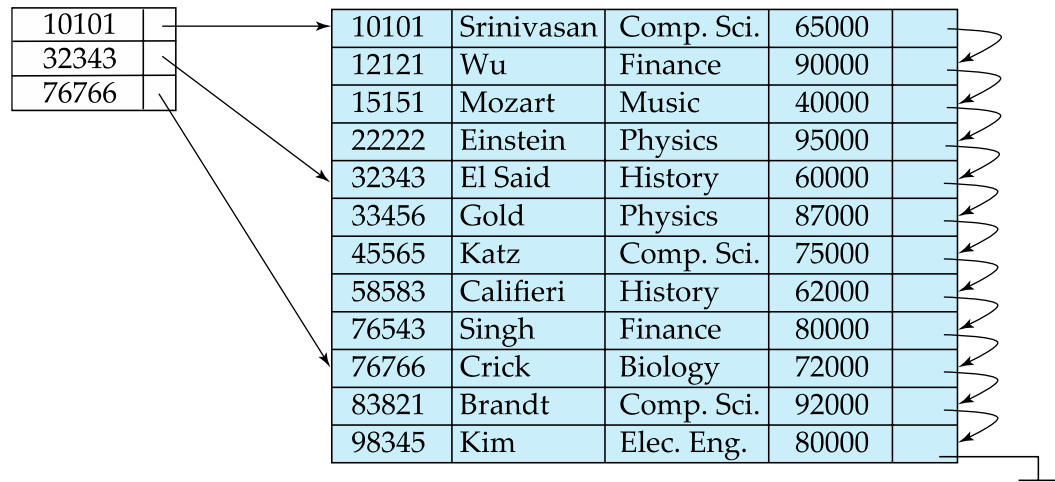 10101
32343
76766
10101 Srinivasan Comp. Sci. 65000
12121 Wu Finance 90000
15151 Mozart Music 40000
22222 Einstein Physics 95000
32343 El Said History 60000
33456 Gold Physics 87000
45565 Katz Comp. Sci. 75000
58583 Califieri History 62000
76543 Singh Finance 80000
76766 Crick Biology 72000
83821 Brandt Comp. Sci. 92000
98345 Kim Elec. Eng. 80000